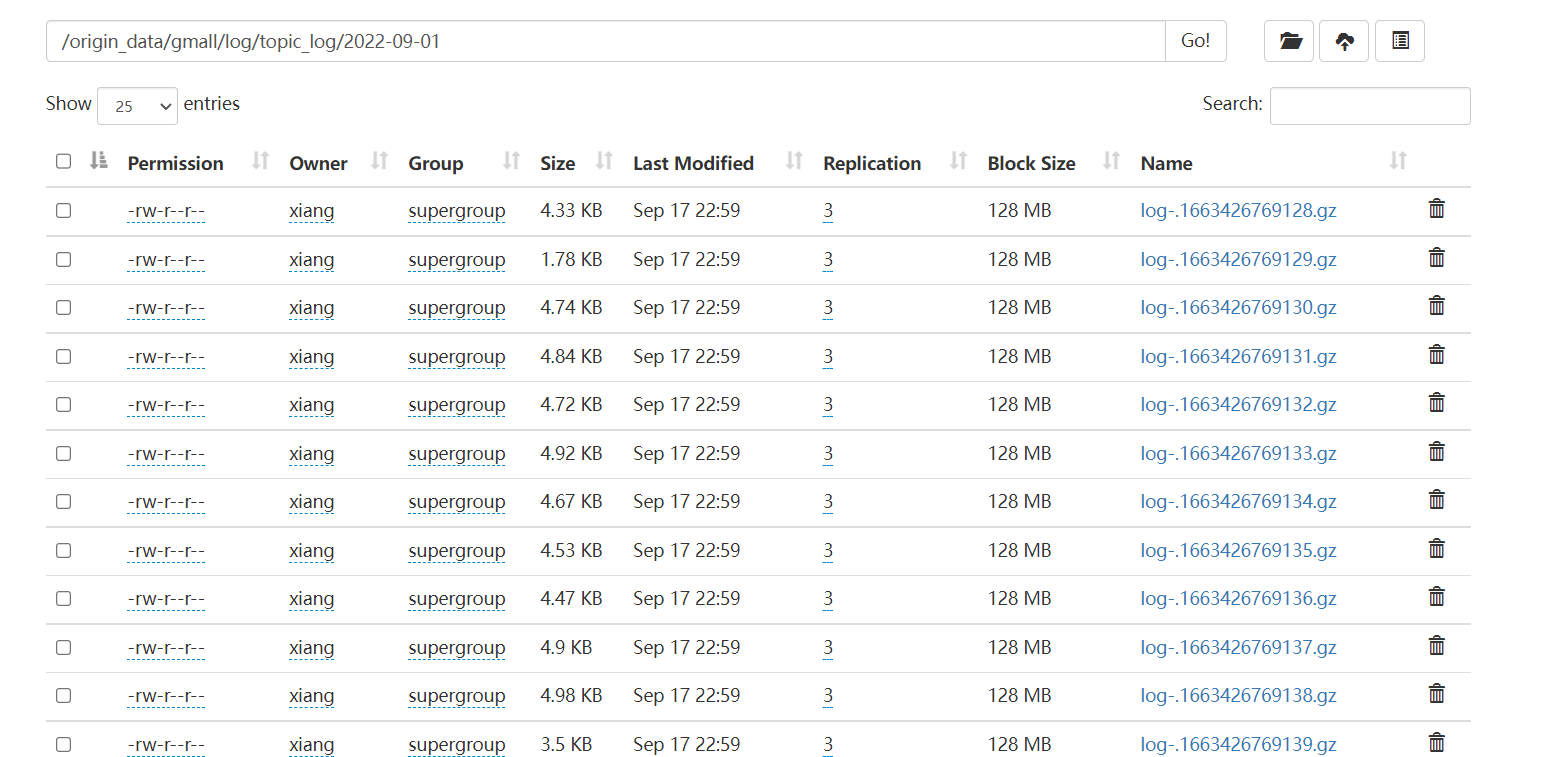 /origin_data/gmall/log/topic_log/2022-09-01 Go!
Show 25 entries Search:
Permission Owner Group Size Last Modified Replication Block Size Name
-rw-r--r-- xiang supergroup 4.33 KB Sep 17 22:59 3 128 MB log-.1663426769128.gz
-rw-r--r-- xiang supergroup 1.78 KB Sep 17 22:59 3 128 MB log-.1663426769129.gz
-rw-r--r-- xiang supergroup 4.74 KB Sep 17 22:59 3 128 MB log-.1663426769130.gz
-rw-r--r-- xiang supergroup 4.84 KB Sep 17 22:59 3 128 MB log-.1663426769131.gz
-rw-r--r-- xiang supergroup 4.72 KB Sep 17 22:59 3 128 MB log-.1663426769132.gz
-rw-r--r-- xiang supergroup 4.92 KB Sep 17 22:59 3 128 MB log-.1663426769133.gz
-rw-r--r-- xiang supergroup 4.67 KB Sep 17 22:59 3 128 MB log-.1663426769134.gz
-rw-r--r-- xiang supergroup 4.53 KB Sep 17 22:59 3 128 MB log-.1663426769135.gz
-rw-r--r-- xiang supergroup 4.47 KB Sep 17 22:59 3 128 MB log-.1663426769136.gz
-rw-r--r-- xiang supergroup 4.9 KB Sep 17 22:59 3 128 MB log-.1663426769137.gz
-rw-r--r-- xiang supergroup 4.98 KB Sep 17 22:59 3 128 MB log-.1663426769138.gz
-rw-r--r-- xiang supergroup 3.5 KB Sep 17 22:59 3 128 MB log-.1663426769139.gz